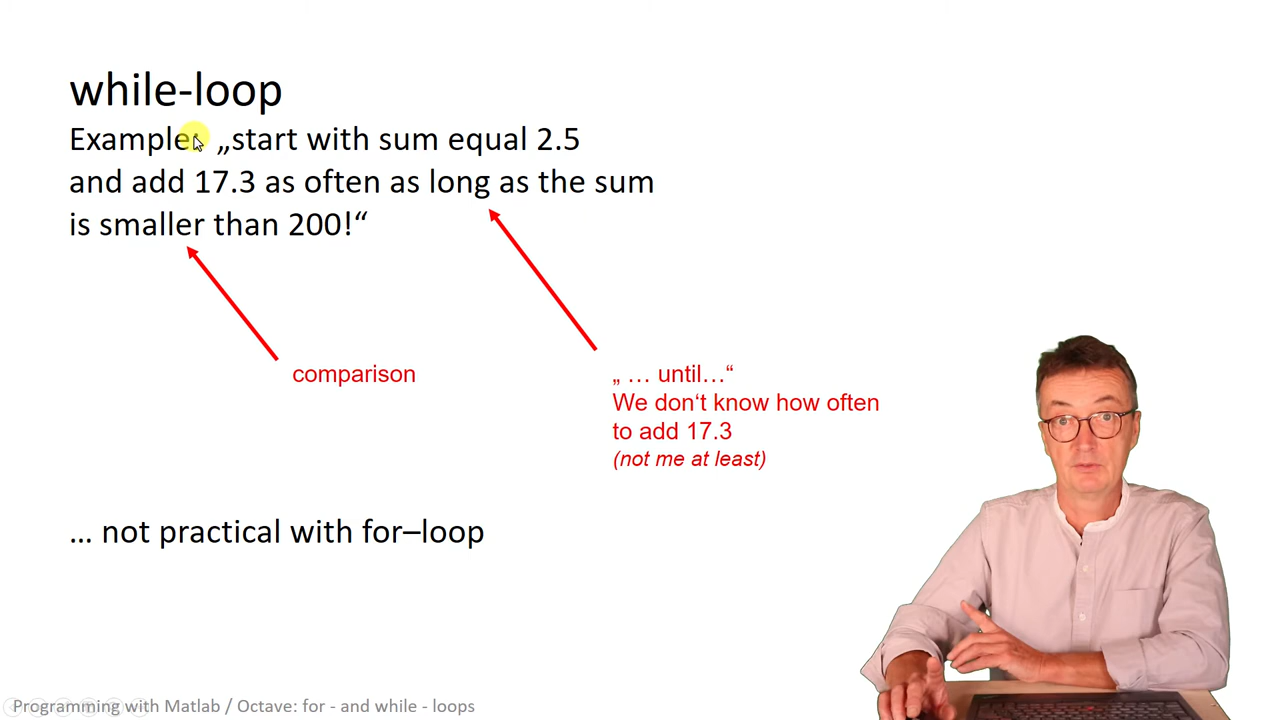 while-loop
Example: „start with sum equal 2.5
and add 17.3 as often as long as the sum
is smaller than 200!“
comparison
„ … until…“
We don‘t know how often
to add 17.3
(not me at least)
… not practical with for–loop
Programming with Matlab / Octave: for - and while - loops